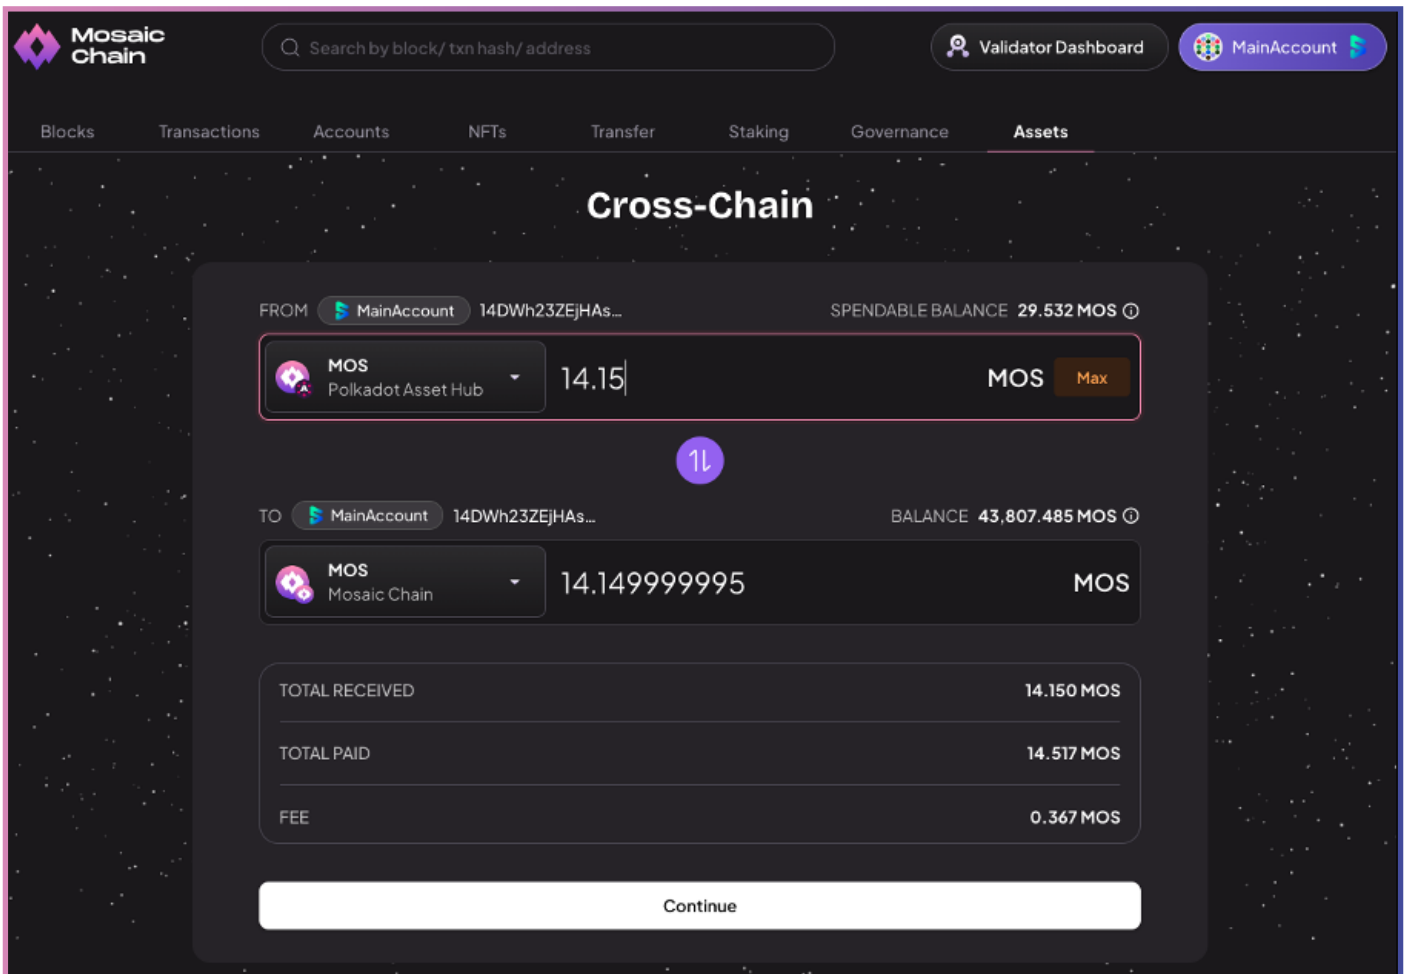 Mosaic
Chain
Search by block/ txn hash/ address
Validator Dashboard
MainAccount
Blocks Transactions Accounts NFTs Transfer Staking Governance Assets
Cross-Chain
FROM MainAccount 14DWh23ZEjHAs... SPENDABLE BALANCE 29.532 MOS
MOS
Polkadot Asset Hub
14.15
MOS Max
TO MainAccount 14DWh23ZEjHAs... BALANCE 43,807.485 MOS
MOS
Mosaic Chain
14.149999995
MOS
TOTAL RECEIVED 14.150 MOS
TOTAL PAID 14.517 MOS
FEE 0.367 MOS
Continue